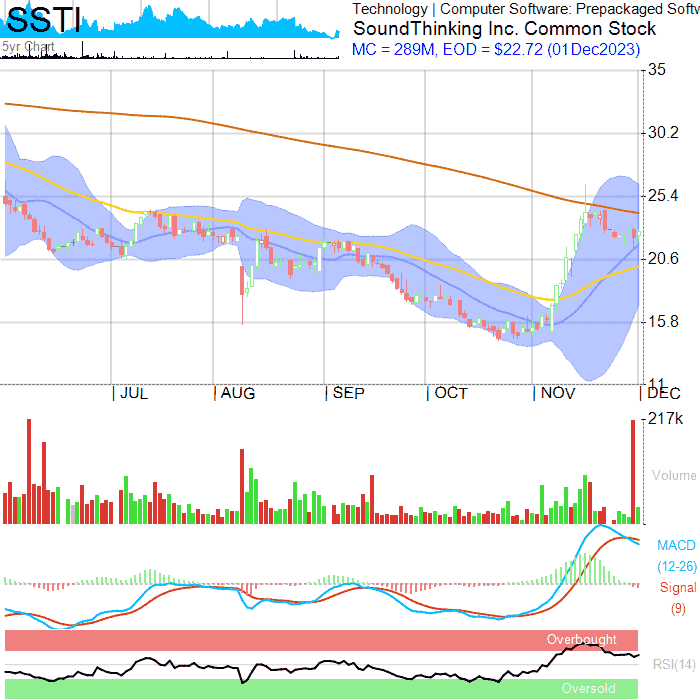 SSTI
5yr Chart
Technology | Computer Software: Prepackaged Softw
SoundThinking Inc. Common Stock
MC = 289M, EOD = $22.72 (01Dec2023)
35
30.2
25.4
20.6
15.8
11
JUL AUG SEP OCT NOV DEC
217k
Volume
MACD
(12-26)
Signal
(9)
Overbought
RSI(14)
Oversold